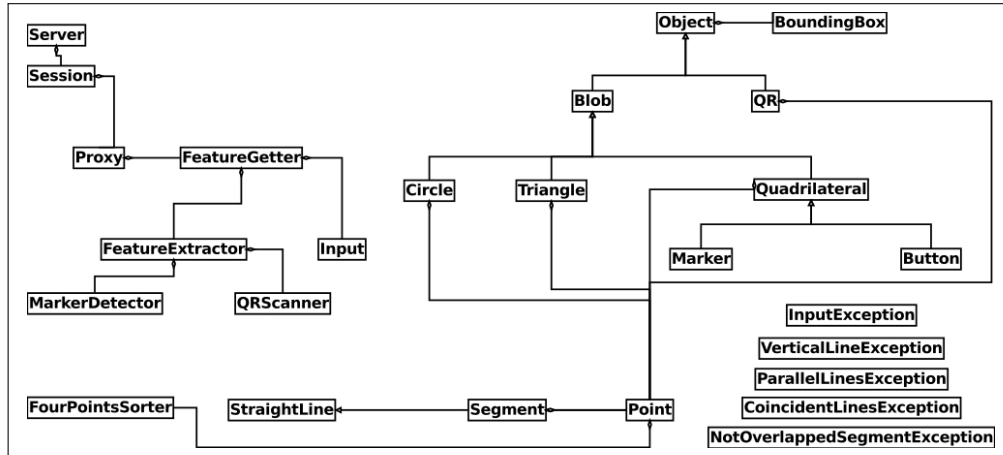 Object
BoundingBox
Server
Session
Blob
QR
Proxy
FeatureGetter
Circle
Triangle
Quadrilateral
FeatureExtractor
Input
Marker
Button
MarkerDetector
QRScanner
InputException
VerticalLineException
ParallelLinesException
FourPointsSorter
StraightLine
Segment
Point
CoincidentLinesException
NotOverlappedSegmentException